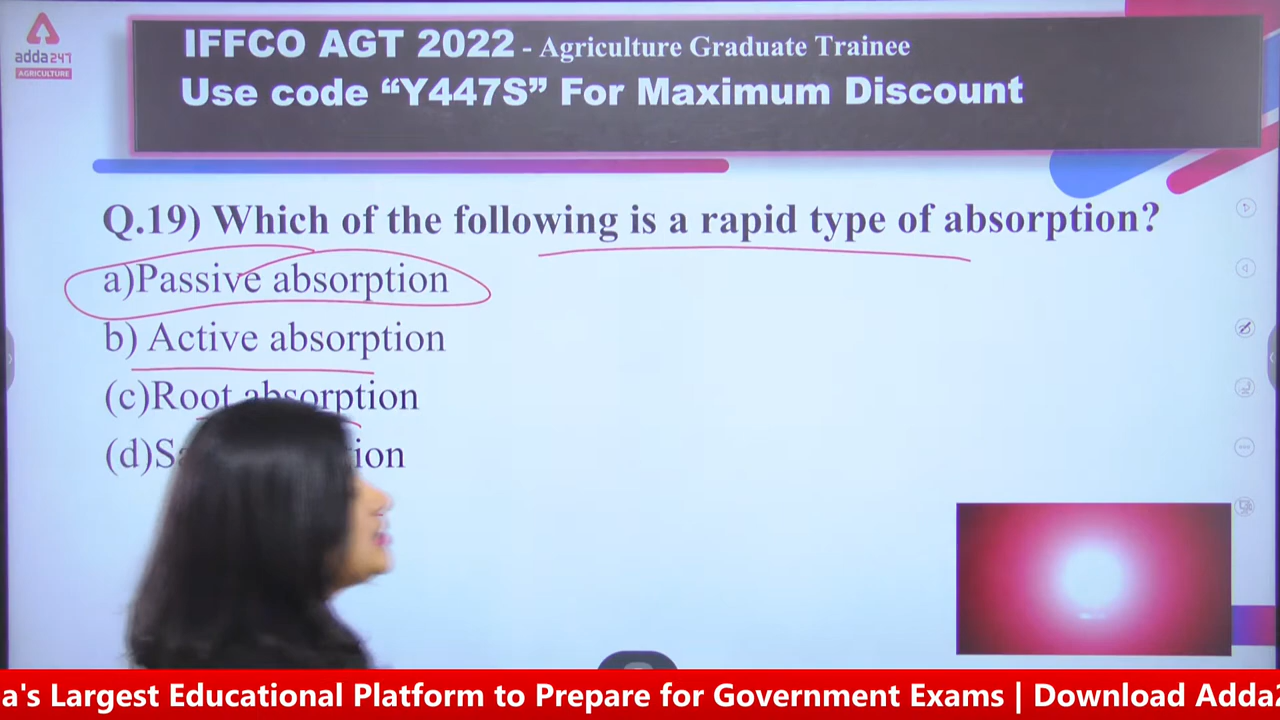 adda247
AGRICULTURE
IFFCO AGT 2022 - Agriculture Graduate Trainee
Use code “Y447S” For Maximum Discount
Q.19) Which of the following is a rapid type of absorption?
a)Passive absorption
b) Active absorption
(c)Root absorption
(d)S ion
a's Largest Educational Platform to Prepare for Government Exams | Download Adda2